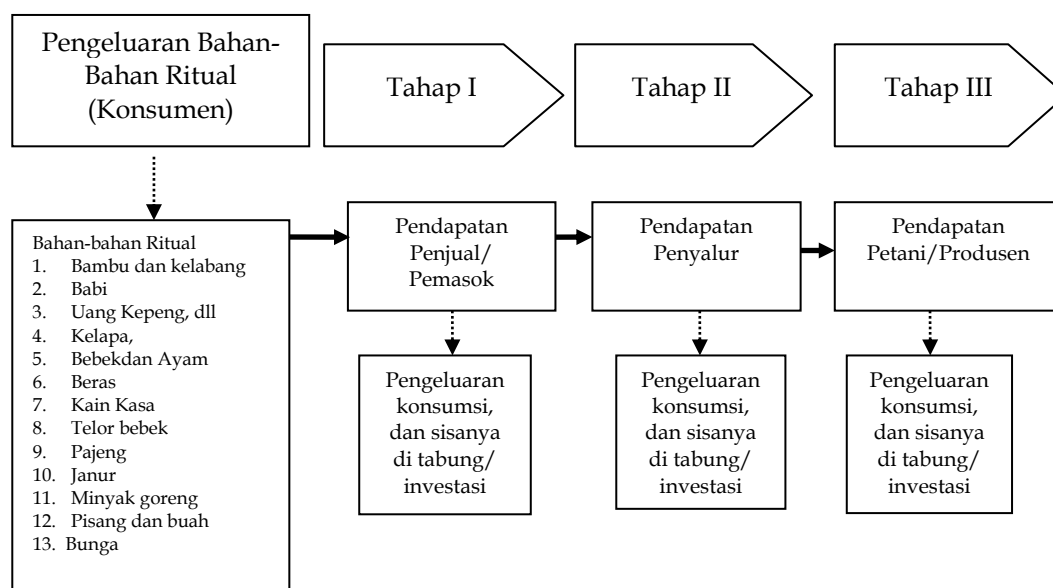 Pengeluaran Bahan-
Bahan Ritual
(Konsumen)
Tahap I
Tahap II
Tahap III
Bahan-bahan Ritual
1. Bambu dan kelabang
2. Babi
3. Uang Kepeng, dll
4. Kelapa,
5. Bebekdan Ayam
6. Beras
7. Kain Kasa
8. Telor bebek
9. Pajeng
10. Janur
11. Minyak goreng
12. Pisang dan buah
13. Bunga
Pendapatan
Penjual/
Pemasok
Pendapatan
Penyalur
Pendapatan
Petani/Produsen
Pengeluaran
konsumsi,
dan sisanya
di tabung/
investasi
Pengeluaran
konsumsi,
dan sisanya
di tabung/
investasi
Pengeluaran
konsumsi,
dan sisanya
di tabung/
investasi